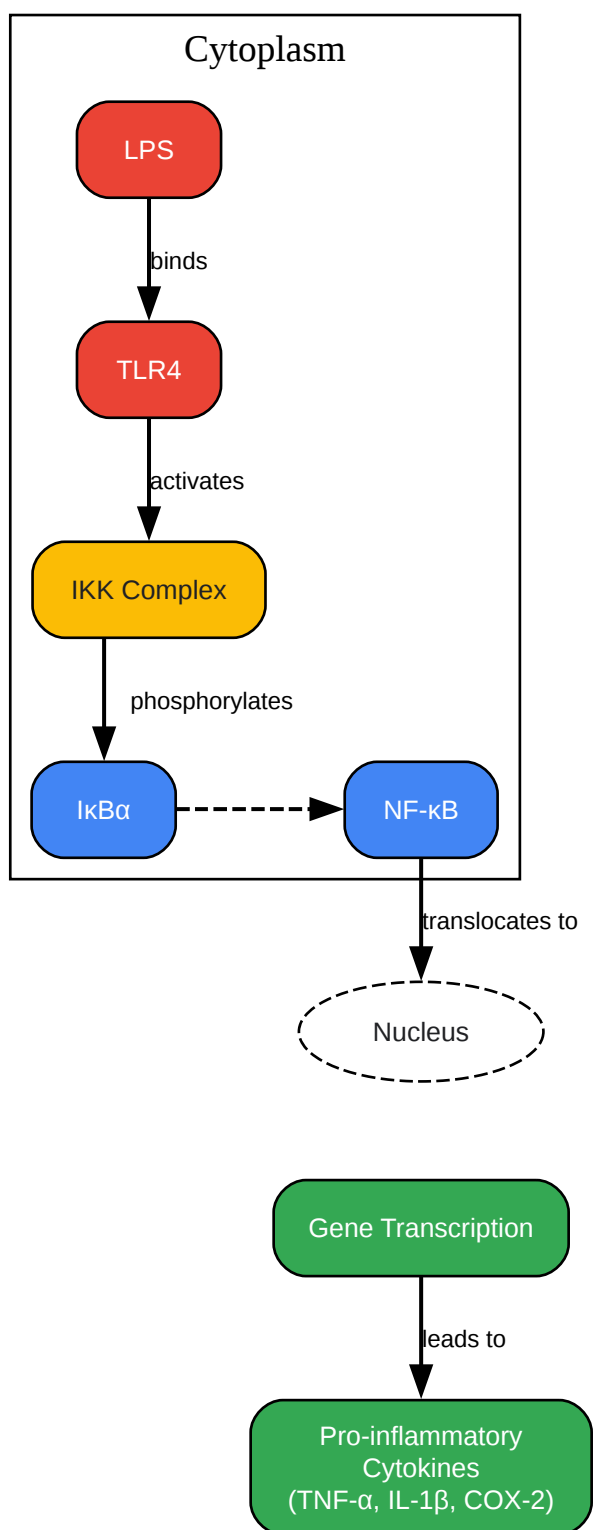 Cytoplasm
LPS
binds
TLR4
activates
IKK Complex
phosphorylates
IκBα
NF-κB
translocates to
Nucleus
Gene Transcription
leads to
Pro-inflammatory
Cytokines
(TNF-α, IL-1β, COX-2)